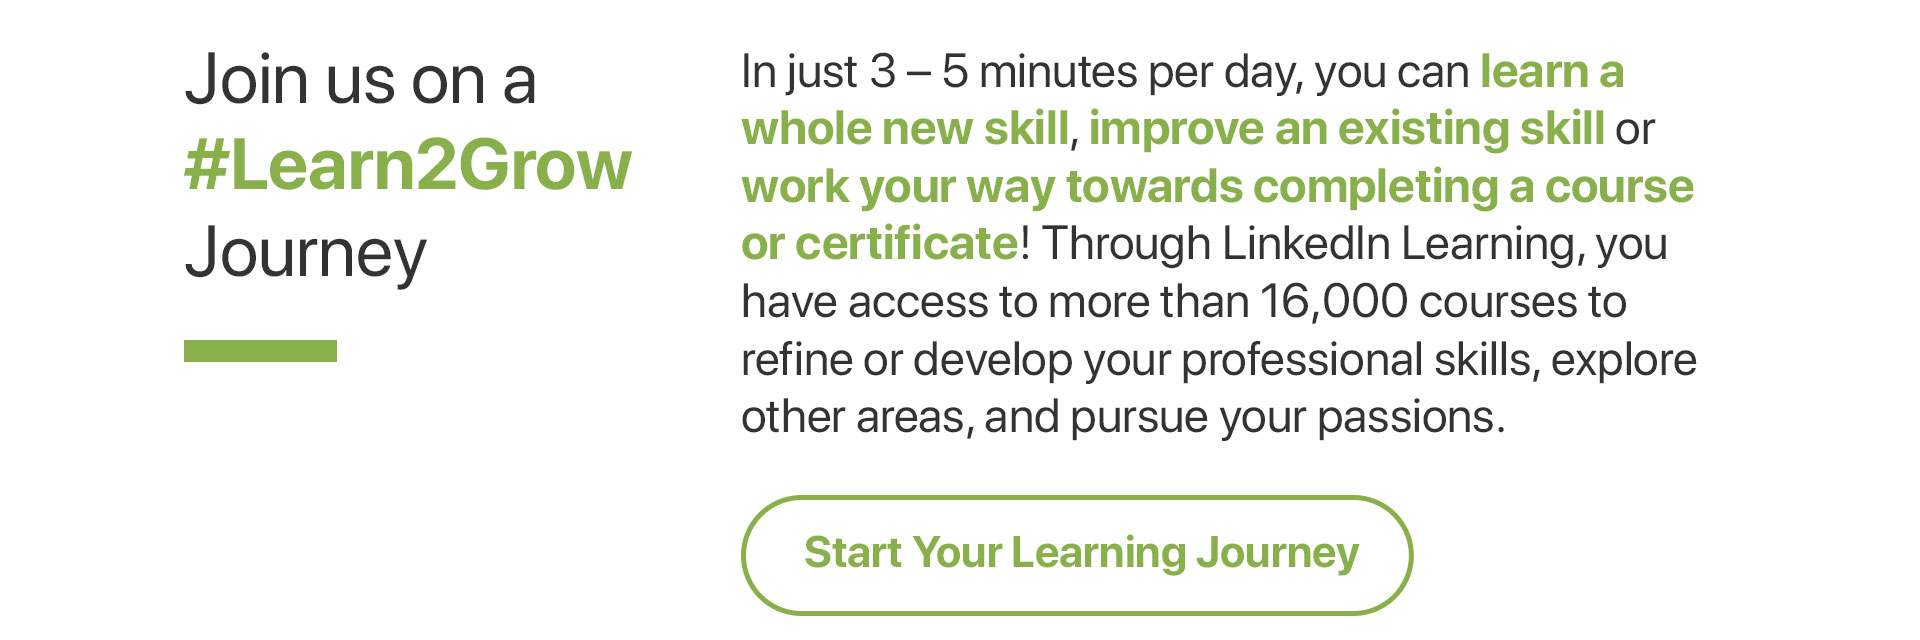 Join us on a
#Learn2Grow
Journey
In just 3 – 5 minutes per day, you can learn a
whole new skill, improve an existing skill or
work your way towards completing a course
or certificate! Through LinkedIn Learning, you
have access to more than 16,000 courses to
refine or develop your professional skills, explore
other areas, and pursue your passions.
Start Your Learning Journey